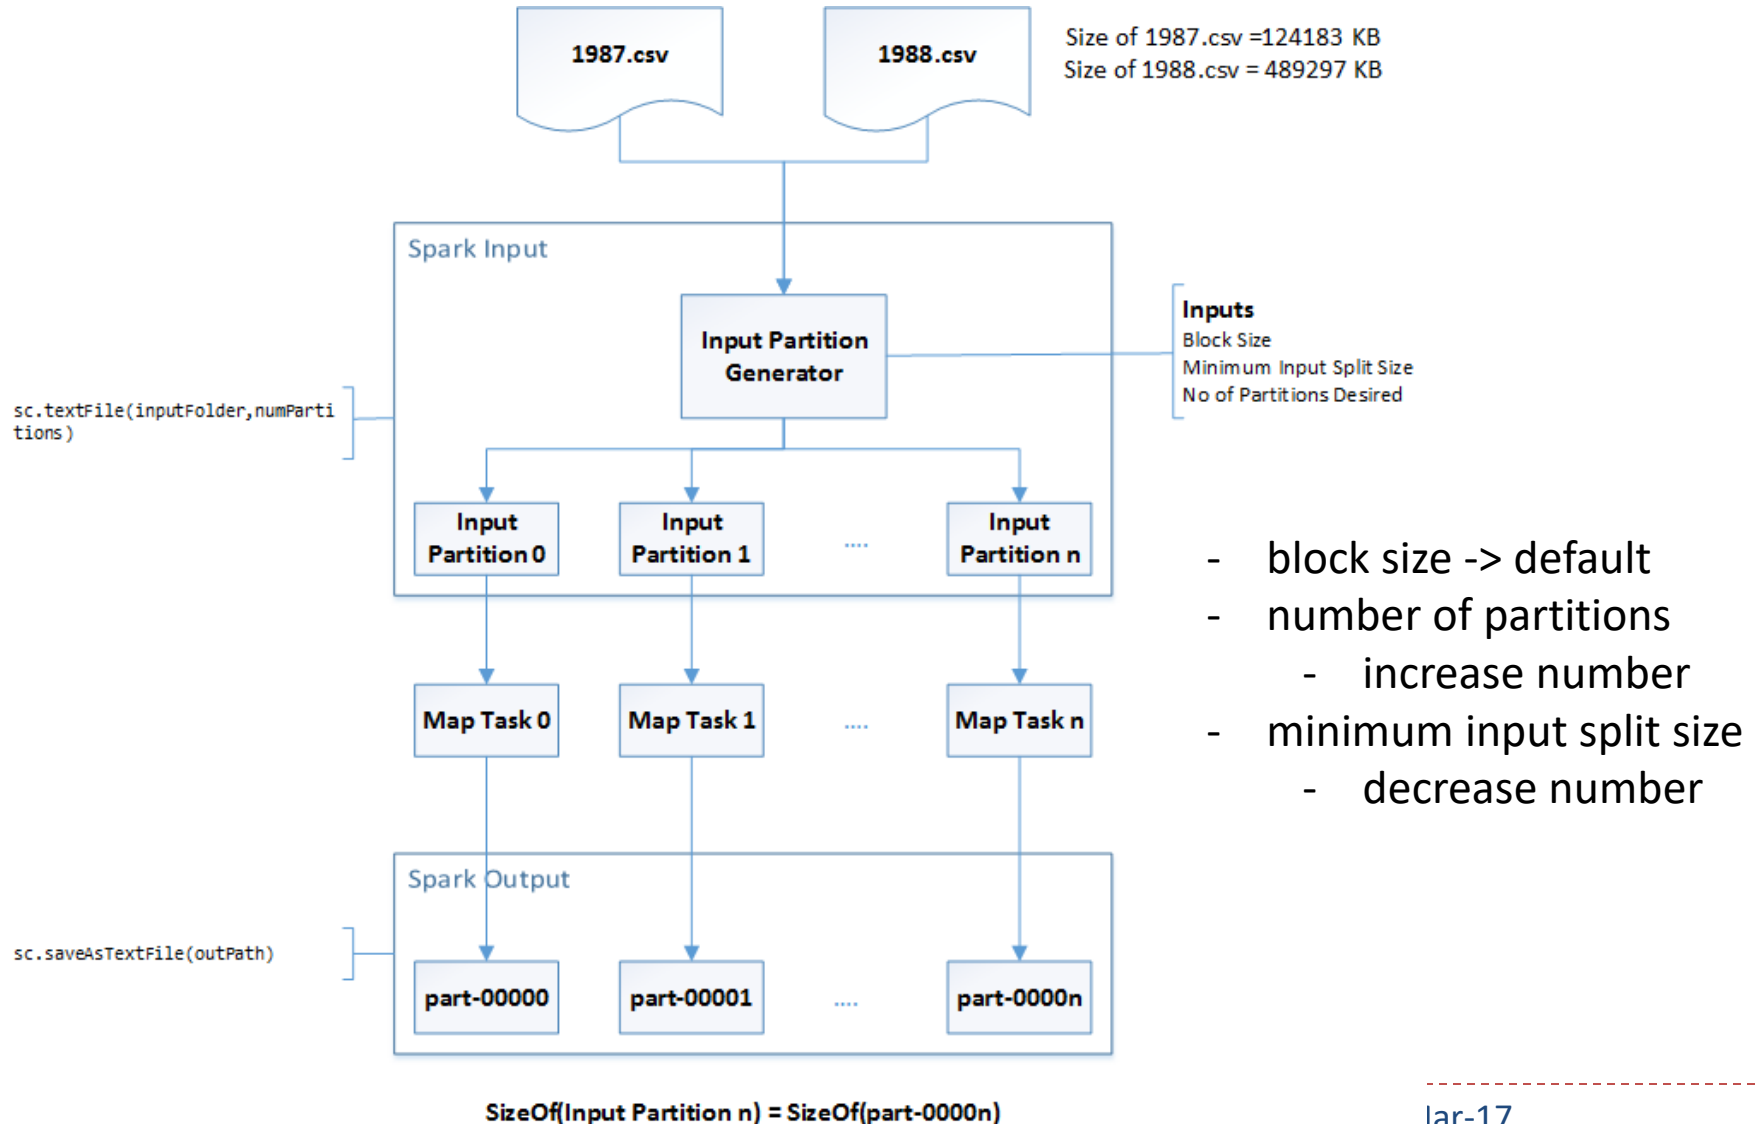 1987.csv
1988.csv
Size of 1987.csv =124183 KB
Size of 1988.csv = 489297 KB
Spark Input
Input Partition
Generator
Inputs
Block Size
Minimum Input Split Size
No of Partitions Desired
sc.textFile(inputFolder,numParti
tions)
Input
Partition 0
Input
Partition 1
....
Input
Partition n
- block size -> default
- number of partitions
- increase number
- minimum input split size
- decrease number
Map Task 0
Map Task 1
....
Map Task n
Spark Output
sc.saveAsTextFile(outPath)
part-00000
part-00001
....
part-0000n
SizeOf(Input Partition n) = SizeOf(part-0000n)
ar-17